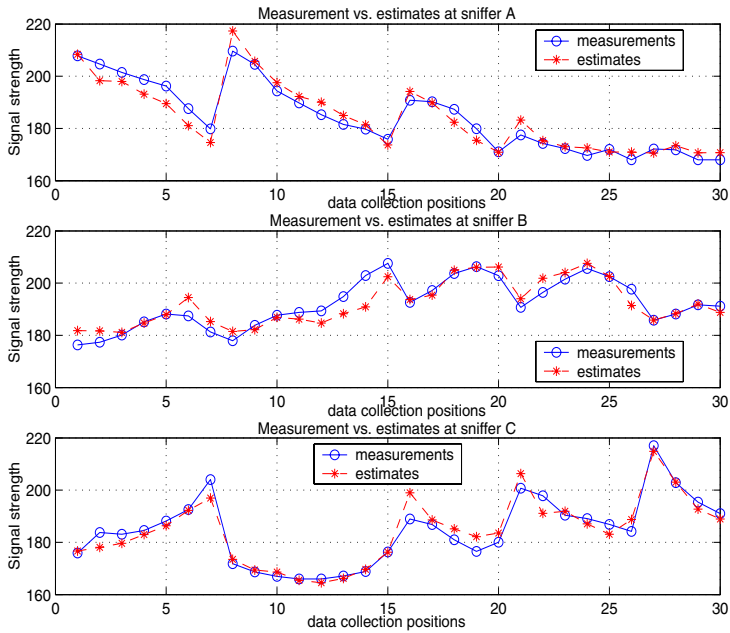 Measurement vs. estimates at sniffer A
220
200
180
160
Signal strength
measurements
estimates
0 5 10 15 20 25 30
data collection positions
Measurement vs. estimates at sniffer B
220
200
180
160
Signal strength
measurements
estimates
0 5 10 15 20 25 30
data collection positions
Measurement vs. estimates at sniffer C
220
200
180
160
Signal strength
measurements
estimates
0 5 10 15 20 25 30
data collection positions